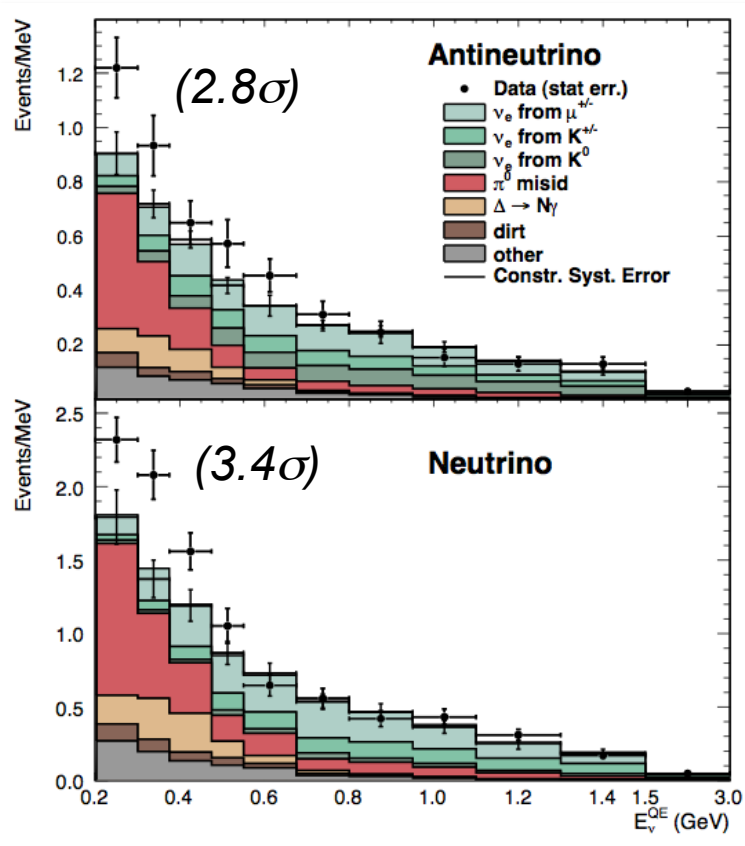 Events/MeV
1.2
1.0
0.8
0.6
0.4
0.2
(2.8σ)
Antineutrino
Data (stat err.)
νe from μ+/-
νe from K+/-
νe from K0
π0 misid
Δ → Nγ
dirt
other
Constr. Syst. Error
Events/MeV
2.5
2.0
1.5
1.0
0.5
0.0
(3.4σ)
Neutrino
0.2 0.4 0.6 0.8 1.0 1.2 1.4 1.5 3.0
EνQE (GeV)